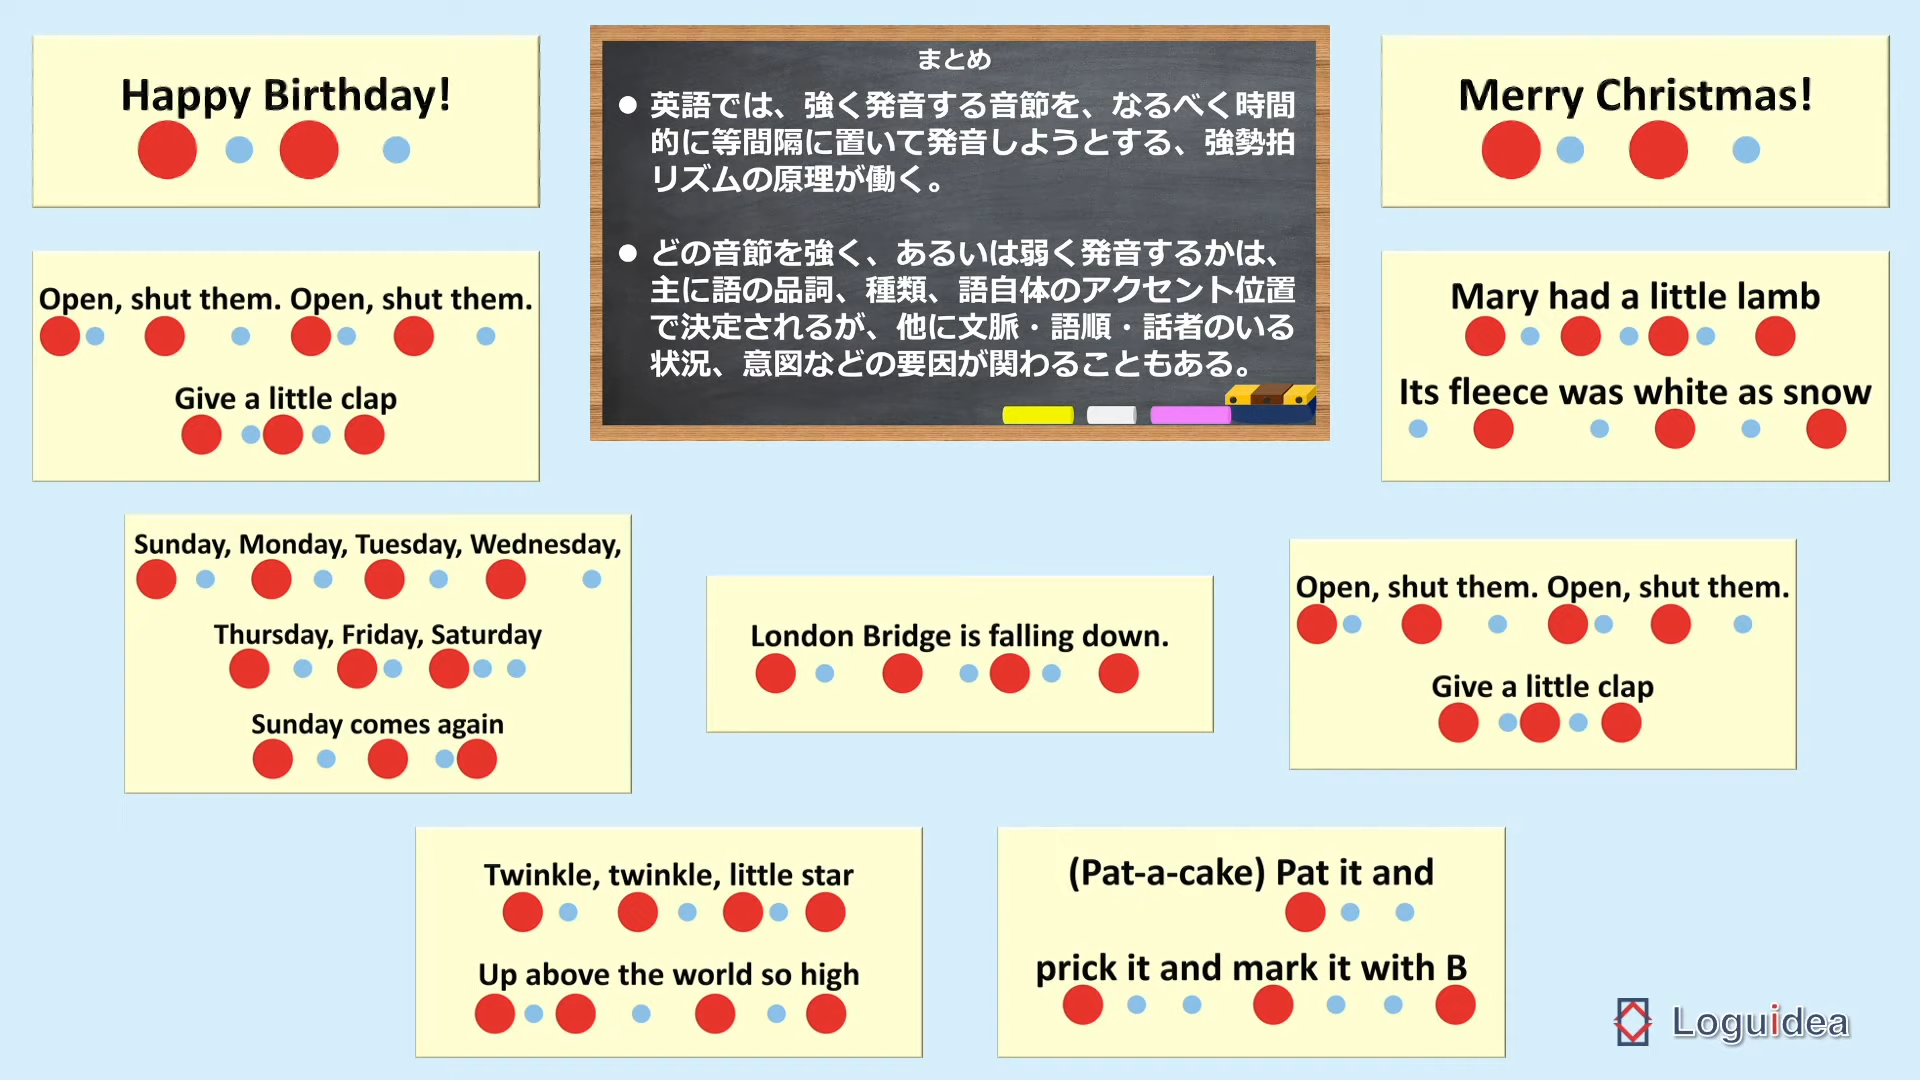 Happy Birthday!
まとめ
● 英語では、強く発音する音節を、なるべく時間
的に等間隔に置いて発音しようとする、強勢拍
リズムの原理が働く。
● どの音節を強く、あるいは弱く発音するかは、
主に語の品詞、種類、語自体のアクセント位置
で決定されるが、他に文脈・語順・話者のいる
状況、意図などの要因が関わることもある。
Merry Christmas!
Open, shut them. Open, shut them.
Give a little clap
Mary had a little lamb
Its fleece was white as snow
Sunday, Monday, Tuesday, Wednesday,
Thursday, Friday, Saturday
Sunday comes again
London Bridge is falling down.
Open, shut them. Open, shut them.
Give a little clap
Twinkle, twinkle, little star
Up above the world so high
(Pat-a-cake) Pat it and
prick it and mark it with B
Loguidea